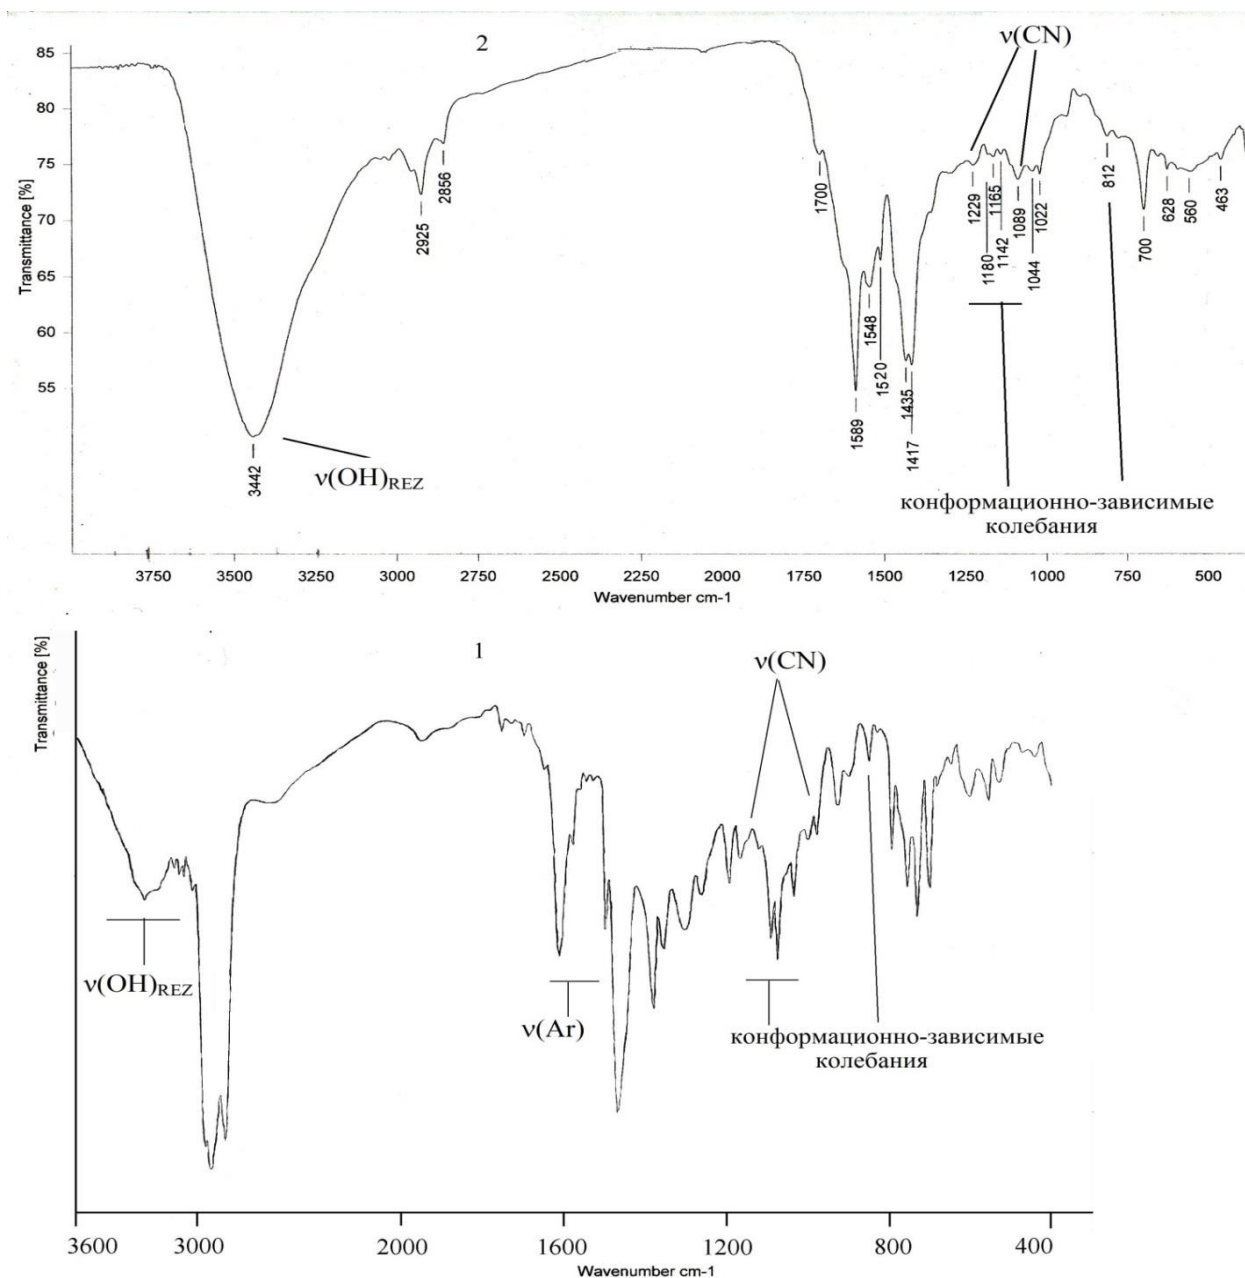 2
ν(CN)
Transmittance [%]
85
80
75
70
65
60
55
3442
2925
2856
1700
1589
1548
1520
1435
1417
1229
1180
1165
1142
1089
1044
1022
812
700
628
560
463
ν(OH)REZ
конформационно-зависимые
колебания
3750 3500 3250 3000 2750 2500 2250 2000 1750 1500 1250 1000 750 500
Wavenumber cm-1
1
ν(CN)
Transmittance [%]
ν(OH)REZ
ν(Ar)
конформационно-зависимые
колебания
3600 3000 2000 1600 1200 800 400
Wavenumber cm-1